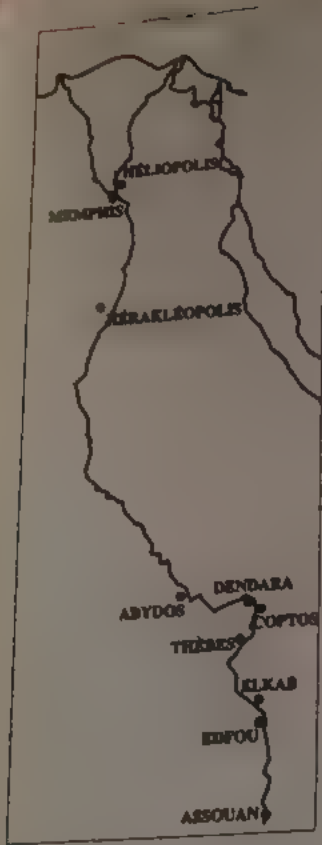 HÉLIOPOLIS
MEMPHIS
HÉRAKLÉOPOLIS
DENDARA
ABYDOS
COPTOS
THÈBES
ELKAB
EDFOU
ASSOUAN